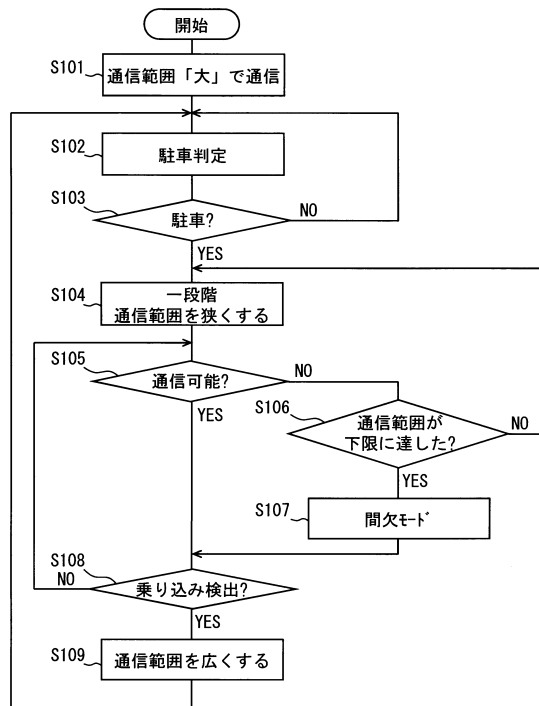 開始
S101
通信範囲「大」で通信
S102
駐車判定
S103
駐車?
NO
YES
S104
一段階
通信範囲を狭くする
S105
通信可能?
NO
YES
S106
通信範囲が
下限に達した?
NO
YES
S107
間欠ﾓｰﾄﾞ
S108
乗り込み検出?
NO
YES
S109
通信範囲を広くする